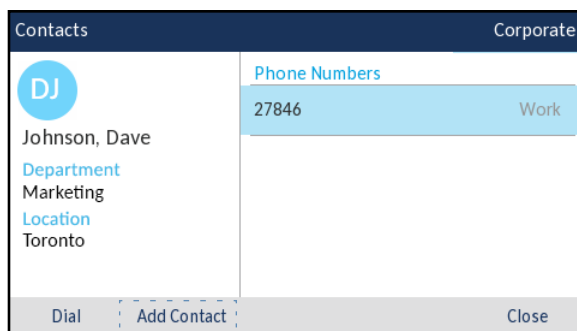 Contacts
Corporate
DJ
Johnson, Dave
Department
Marketing
Location
Toronto
Phone Numbers
27846 Work
Dial
Add Contact
Close